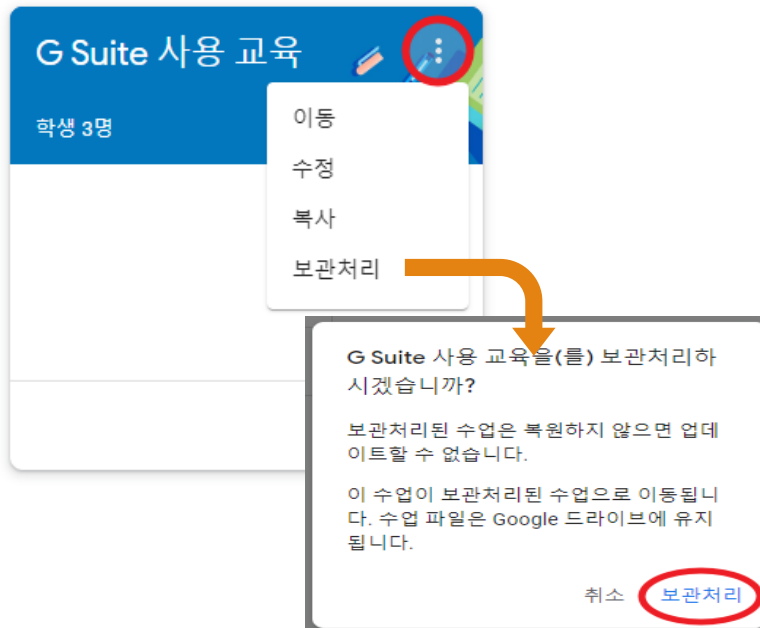 G Suite 사용 교육
학생 3명
이동
수정
복사
보관처리
G Suite 사용 교육을(를) 보관처리하
시겠습니까?
보관처리된 수업은 복원하지 않으면 업데
이트할 수 없습니다.
이 수업이 보관처리된 수업으로 이동됩니
다. 수업 파일은 Google 드라이브에 유지
됩니다.
취소 보관처리